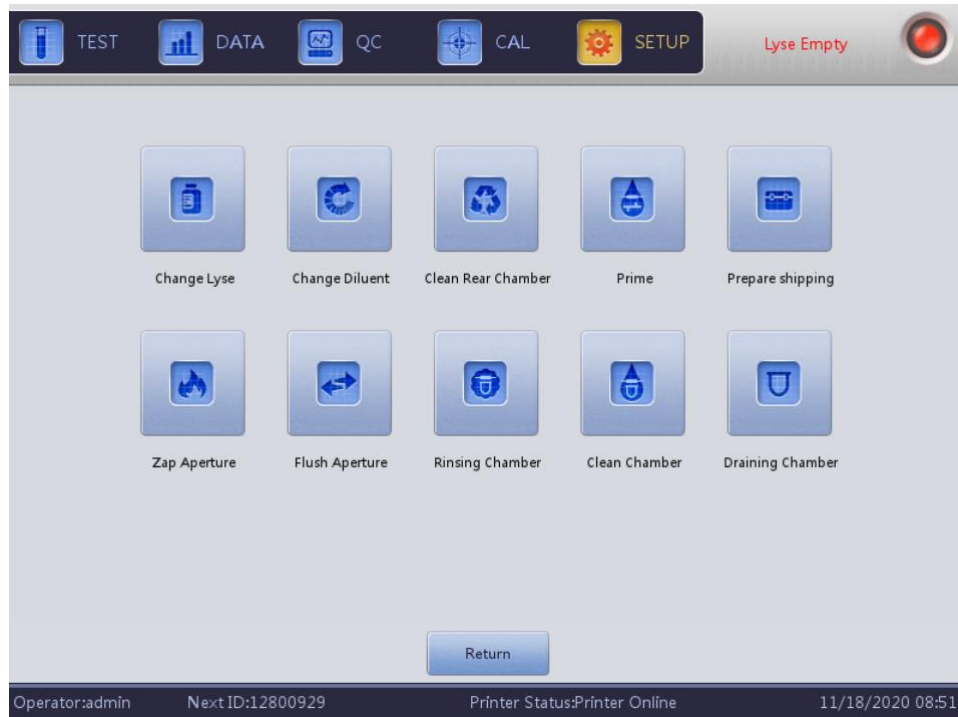 TEST DATA QC CAL SETUP Lyse Empty
Change Lyse Change Diluent Clean Rear Chamber Prime Prepare shipping
Zap Aperture Flush Aperture Rinsing Chamber Clean Chamber Draining Chamber
Return
Operator:admin Next ID:12800929 Printer Status:Printer Online 11/18/2020 08:51